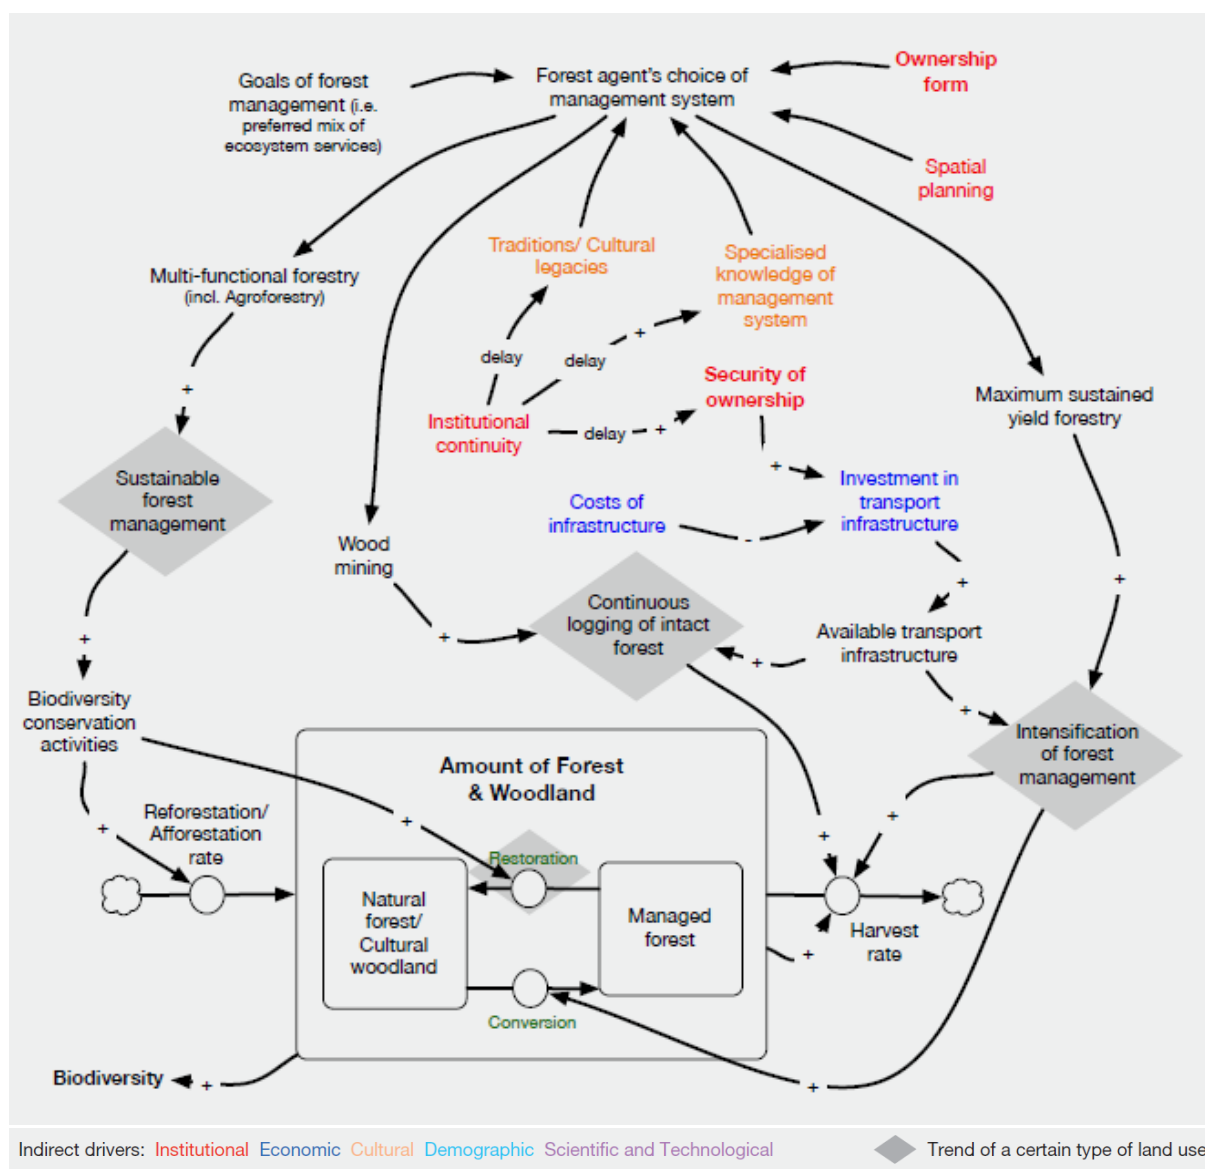 Goals of forest
management (i.e.
preferred mix of
ecosystem services)
Forest agent's choice of
management system
Ownership
form
Spatial
planning
Traditions/ Cultural
legacies
Specialised
knowledge of
management
system
Multi-functional forestry
(incl. Agroforestry)
delay
delay
+
Security of
ownership
Maximum sustained
yield forestry
+
Institutional
continuity
delay
+
+
Sustainable
forest
management
Costs of
infrastructure
-
Investment in
transport
infrastructure
Wood
mining
+
+
Continuous
logging of intact
forest
+
Available transport
infrastructure
+
+
+
Biodiversity
conservation
activities
+
Intensification
of forest
management
Amount of Forest
& Woodland
Reforestation/
Afforestation
rate
+
+
+
+
Restoration
Natural
forest/
Cultural
woodland
Managed
forest
Harvest
rate
+
Conversion
Biodiversity
+
+
Indirect drivers: Institutional Economic Cultural Demographic Scientific and Technological
Trend of a certain type of land use